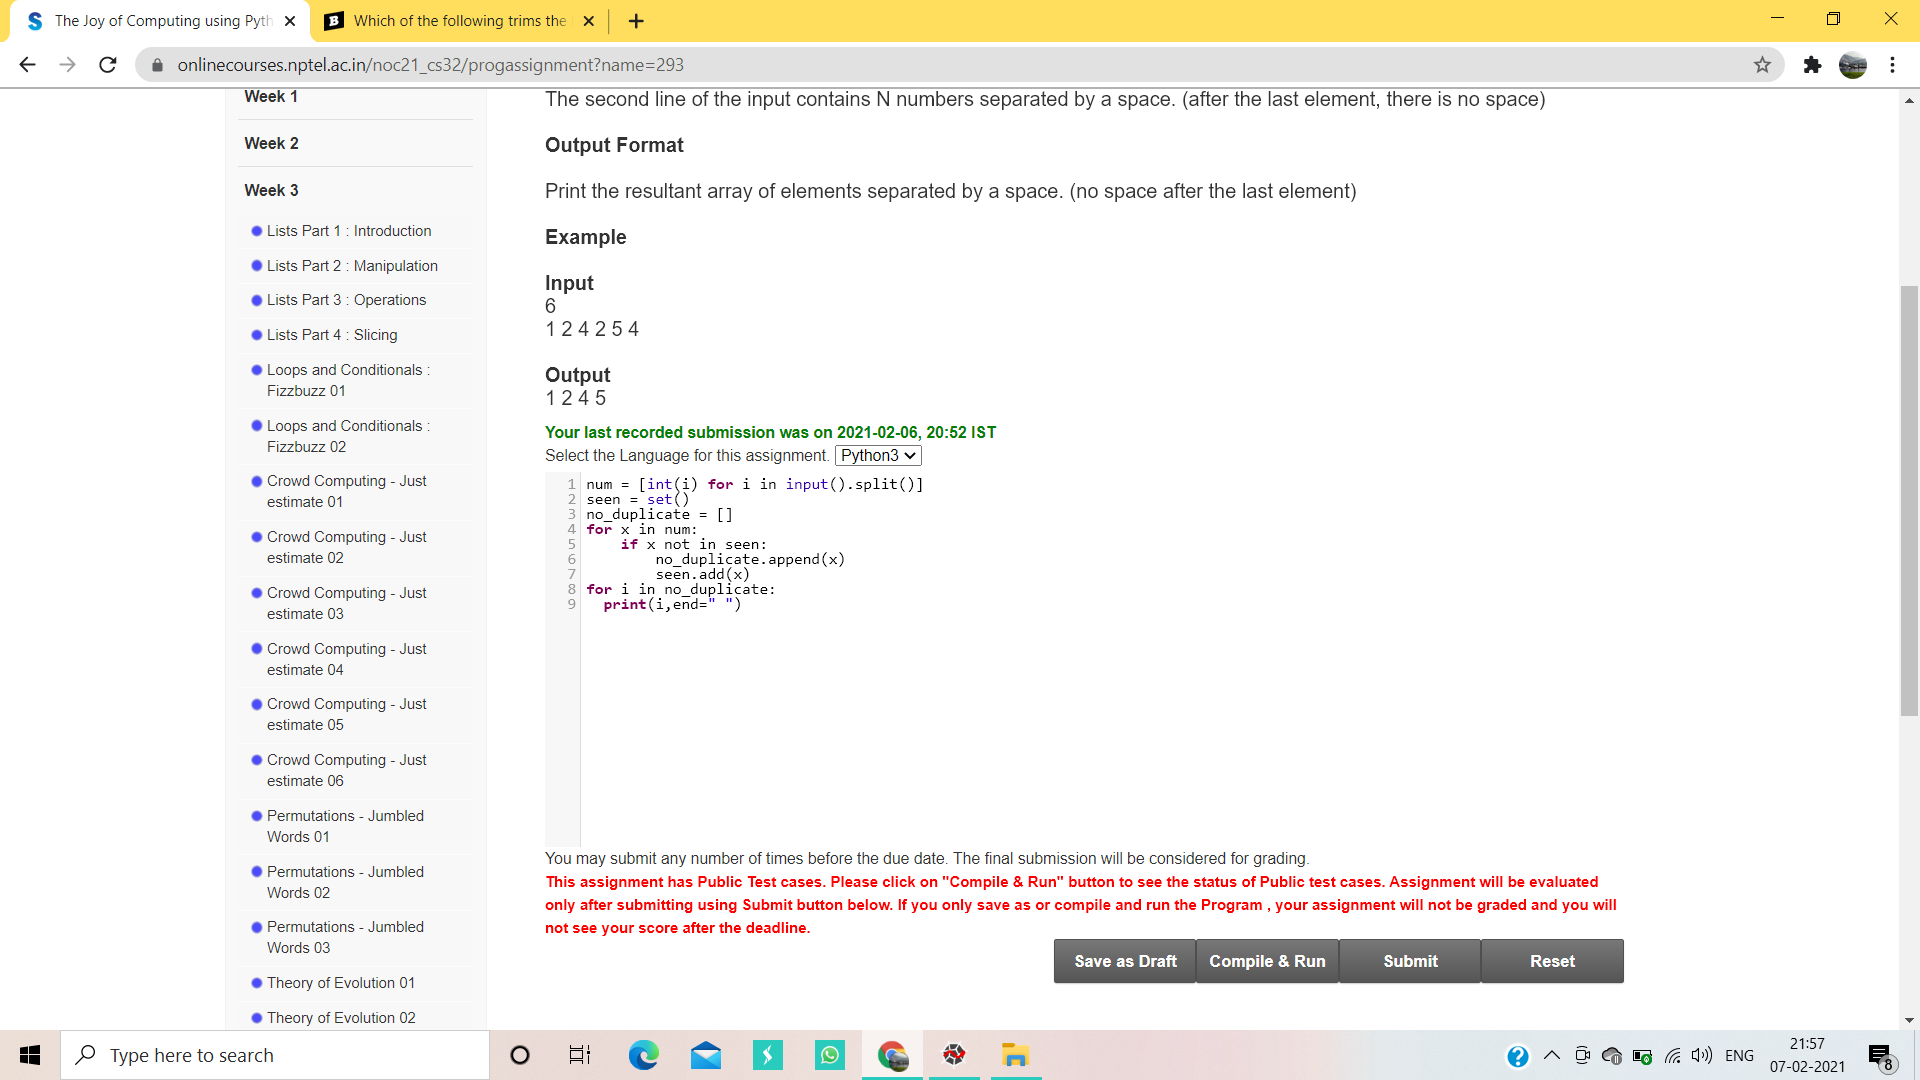 The Joy of Computing using Pyth
Which of the following trims the
onlinecourses.nptel.ac.in/noc21_cs32/progassignment?name=293
Week 1
Week 2
Week 3
Lists Part 1 : Introduction
Lists Part 2 : Manipulation
Lists Part 3 : Operations
Lists Part 4 : Slicing
Loops and Conditionals :
Fizzbuzz 01
Loops and Conditionals :
Fizzbuzz 02
Crowd Computing - Just
estimate 01
Crowd Computing - Just
estimate 02
Crowd Computing - Just
estimate 03
Crowd Computing - Just
estimate 04
Crowd Computing - Just
estimate 05
Crowd Computing - Just
estimate 06
Permutations - Jumbled
Words 01
Permutations - Jumbled
Words 02
Permutations - Jumbled
Words 03
Theory of Evolution 01
Theory of Evolution 02
The second line of the input contains N numbers separated by a space. (after the last element, there is no space)
Output Format
Print the resultant array of elements separated by a space. (no space after the last element)
Example
Input
6
1 2 4 2 5 4
Output
1 2 4 5
Your last recorded submission was on 2021-02-06, 20:52 IST
Select the Language for this assignment. Python3
1 num = [int(i) for i in input().split()]
2 seen = set()
3 no_duplicate = []
4 for x in num:
5     if x not in seen:
6         no_duplicate.append(x)
7         seen.add(x)
8 for i in no_duplicate:
9   print(i,end=" ")
You may submit any number of times before the due date. The final submission will be considered for grading.
This assignment has Public Test cases. Please click on "Compile & Run" button to see the status of Public test cases. Assignment will be evaluated
only after submitting using Submit button below. If you only save as or compile and run the Program , your assignment will not be graded and you will
not see your score after the deadline.
Save as Draft Compile & Run Submit Reset
Type here to search
ENG
21:57
07-02-2021
8